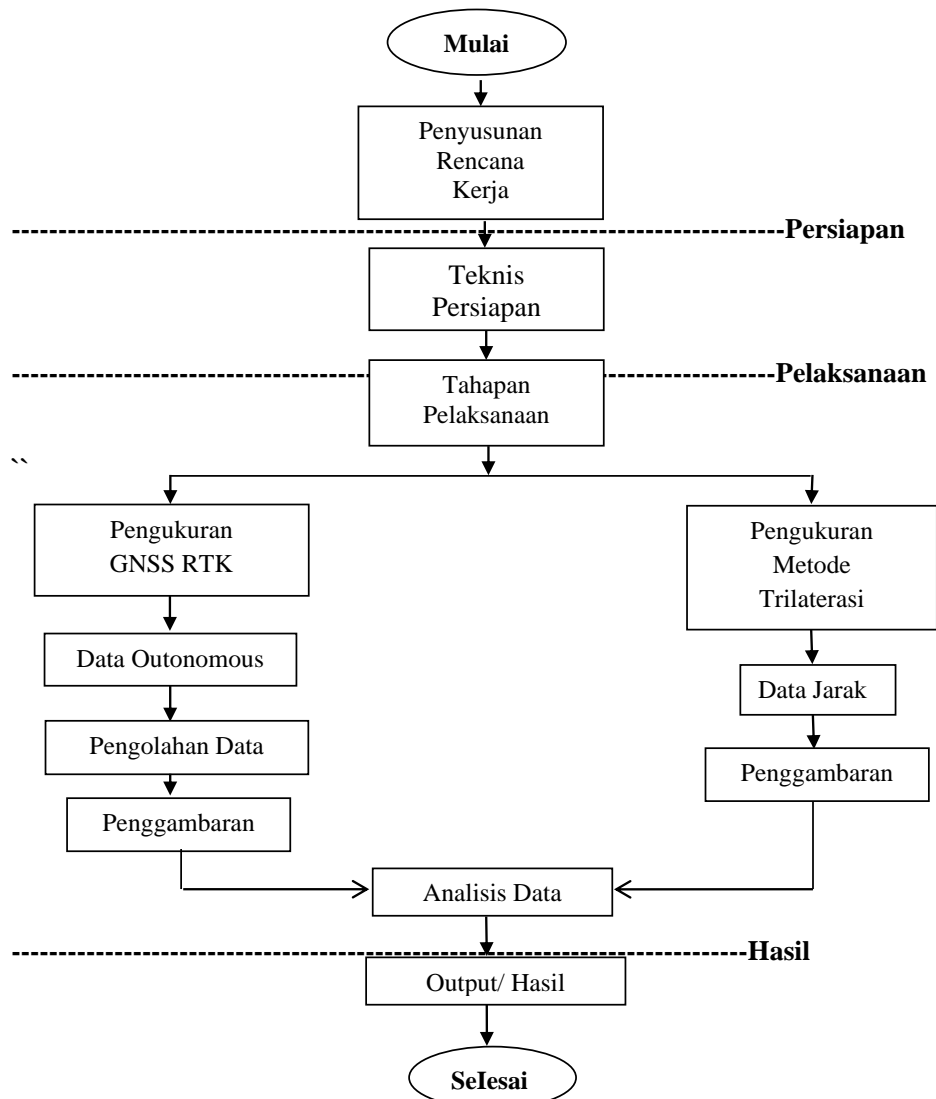 Mulai
Penyusunan
Rencana
Kerja
Persiapan
Teknis
Persiapan
Pelaksanaan
Tahapan
Pelaksanaan
``
Pengukuran
GNSS RTK
Pengukuran
Metode
Trilaterasi
Data Outonomous
Data Jarak
Pengolahan Data
Penggambaran
Penggambaran
Analisis Data
Hasil
Output/ Hasil
Selesai